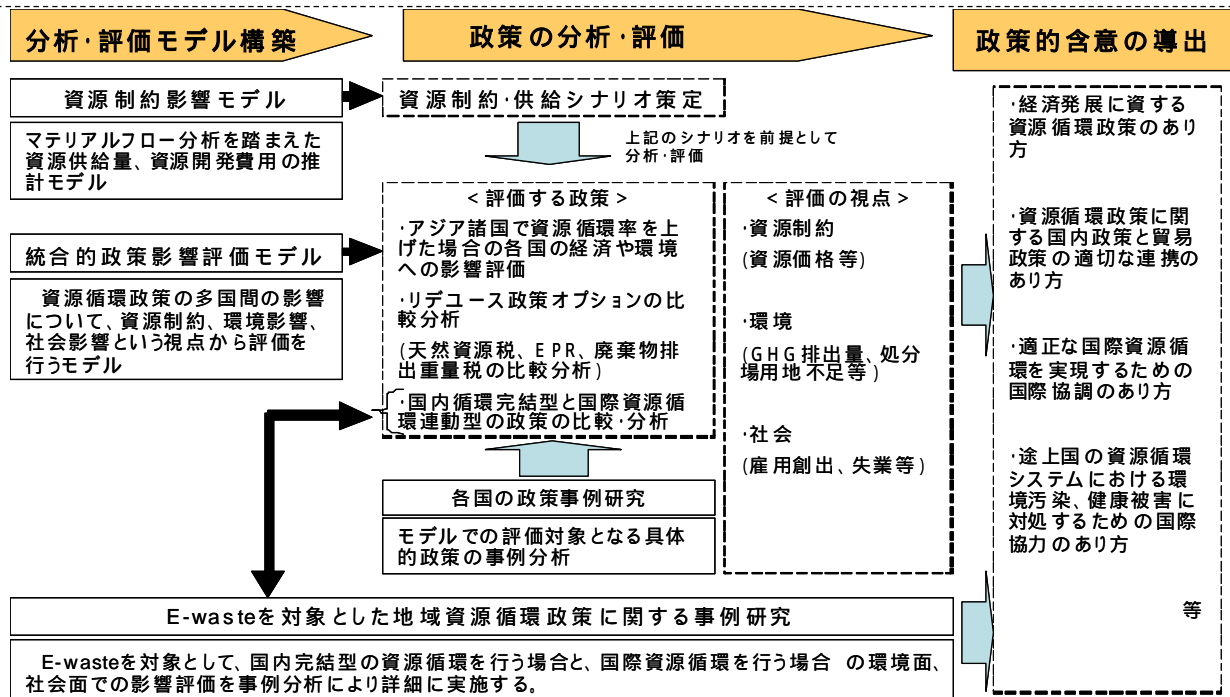 分析・評価モデル構築
政策の分析・評価
政策的含意の導出
資源制約影響モデル
マテリアルフロー分析を踏まえた
資源供給量、資源開発費用の推
計モデル
統合的政策影響評価モデル
資源循環政策の多国間の影響
について、資源制約、環境影響、
社会影響という視点から評価を
行うモデル
資源制約・供給シナリオ策定
上記のシナリオを前提として
分析・評価
＜評価する政策＞
・アジア諸国で資源循環率を上
げた場合の各国の経済や環境
への影響評価
・リデュース政策オプションの比
較分析
(天然資源税、EPR、廃棄物排
出重量税の比較分析)
・国内循環完結型と国際資源循
環連動型の政策の比較・分析
＜評価の視点＞
・資源制約
(資源価格等)
・環境
(GHG排出量、処分
場用地不足等)
・社会
(雇用創出、失業等)
各国の政策事例研究
モデルでの評価対象となる具体
的政策の事例分析
・経済発展に資する
資源循環政策のあり
方
・資源循環政策に関
する国内政策と貿易
政策の適切な連携の
あり方
・適正な国際資源循
環を実現するための
国際協調のあり方
・途上国の資源循環
システムにおける環
境汚染、健康被害に
対処するための国際
協力のあり方
等
E-wasteを対象とした地域資源循環政策に関する事例研究
E-wasteを対象として、国内完結型の資源循環を行う場合と、国際資源循環を行う場合 の環境面、
社会面での影響評価を事例分析により詳細に実施する。